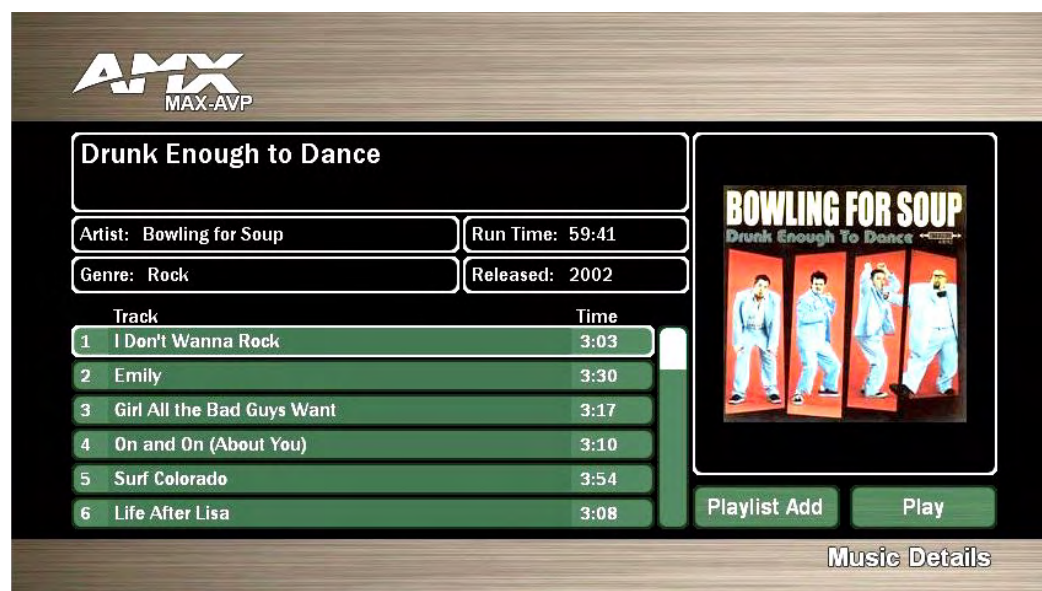 AMX
MAX-AVP
Drunk Enough to Dance
Artist: Bowling for Soup
Run Time: 59:41
Genre: Rock
Released: 2002
Track Time
1 I Don't Wanna Rock 3:03
2 Emily 3:30
3 Girl All the Bad Guys Want 3:17
4 On and On (About You) 3:10
5 Surf Colorado 3:54
6 Life After Lisa 3:08
BOWLING FOR SOUP
Drunk Enough To Dance
Playlist Add
Play
Music Details